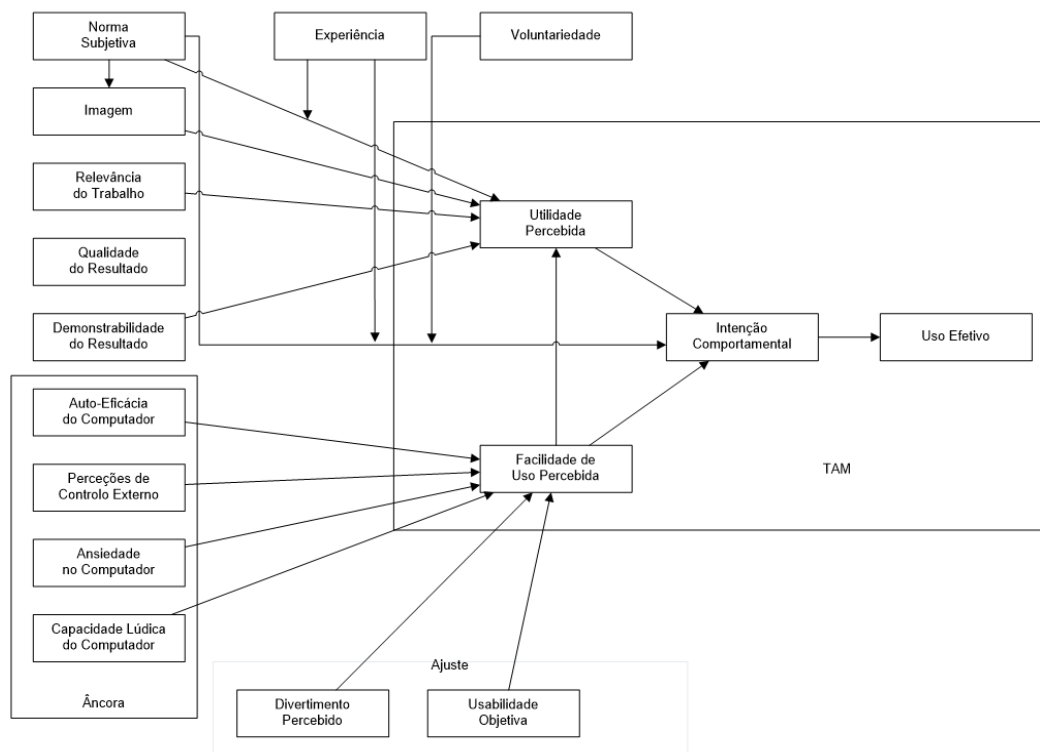 Norma
Subjetiva
Experiência
Voluntariedade
Imagem
Relevância
do Trabalho
Utilidade
Percebida
Qualidade
do Resultado
Demonstrabilidade
do Resultado
Intenção
Comportamental
Uso Efetivo
Auto-Eficácia
do Computador
Facilidade de
Uso Percebida
TAM
Perceções de
Controlo Externo
Ansiedade
no Computador
Capacidade Lúdica
do Computador
Âncora
Ajuste
Divertimento
Percebido
Usabilidade
Objetiva